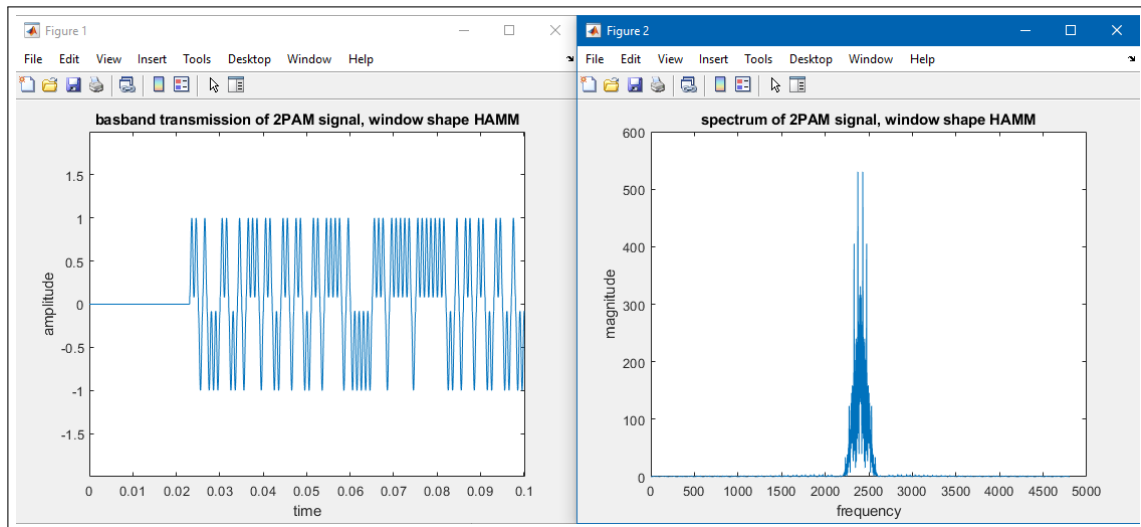 Figure 1
File Edit View Insert Tools Desktop Window Help
basband transmission of 2PAM signal, window shape HAMM
1.5
1
0.5
0
-0.5
-1
-1.5
amplitude
0 0.01 0.02 0.03 0.04 0.05 0.06 0.07 0.08 0.09 0.1
time
Figure 2
File Edit View Insert Tools Desktop Window Help
spectrum of 2PAM signal, window shape HAMM
600
500
400
300
200
100
0
magnitude
0 500 1000 1500 2000 2500 3000 3500 4000 4500 5000
frequency